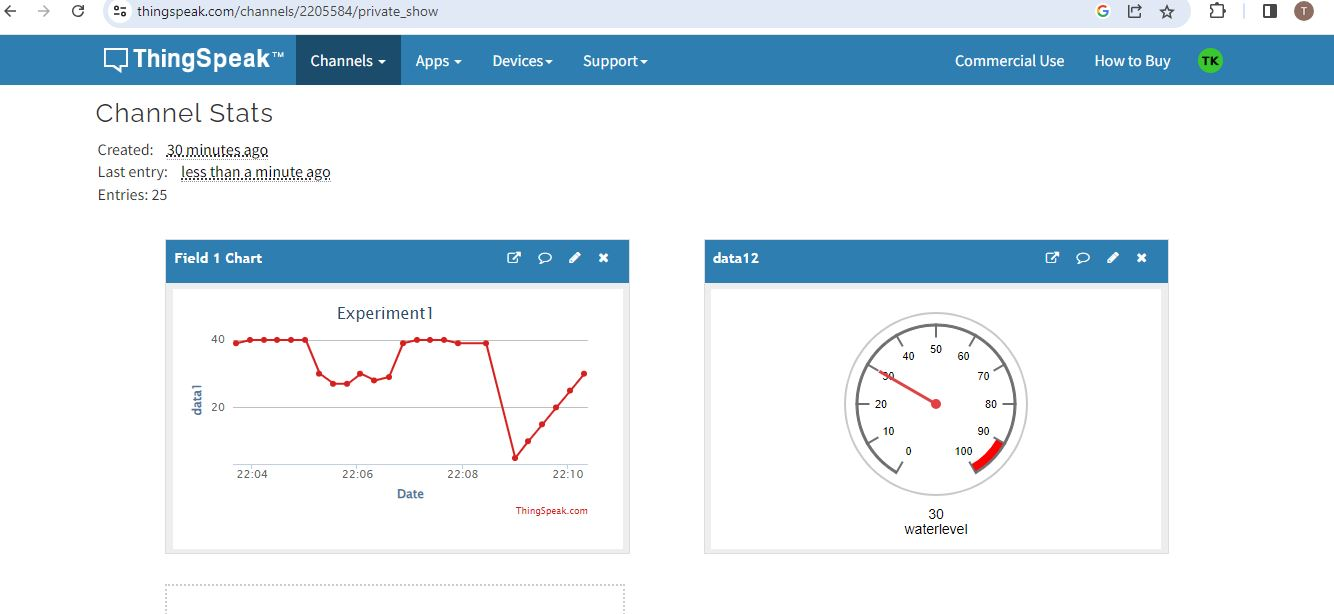 thingspeak.com/channels/2205584/private_show
T
ThingSpeak™ Channels Apps Devices Support Commercial Use How to Buy TK
Channel Stats
Created: 30 minutes ago
Last entry: less than a minute ago
Entries: 25
Field 1 Chart
Experiment1
40
20
data1
22:04 22:06 22:08 22:10
Date
ThingSpeak.com
data12
0
10
20
30
40
50
60
70
80
90
100
30
waterlevel